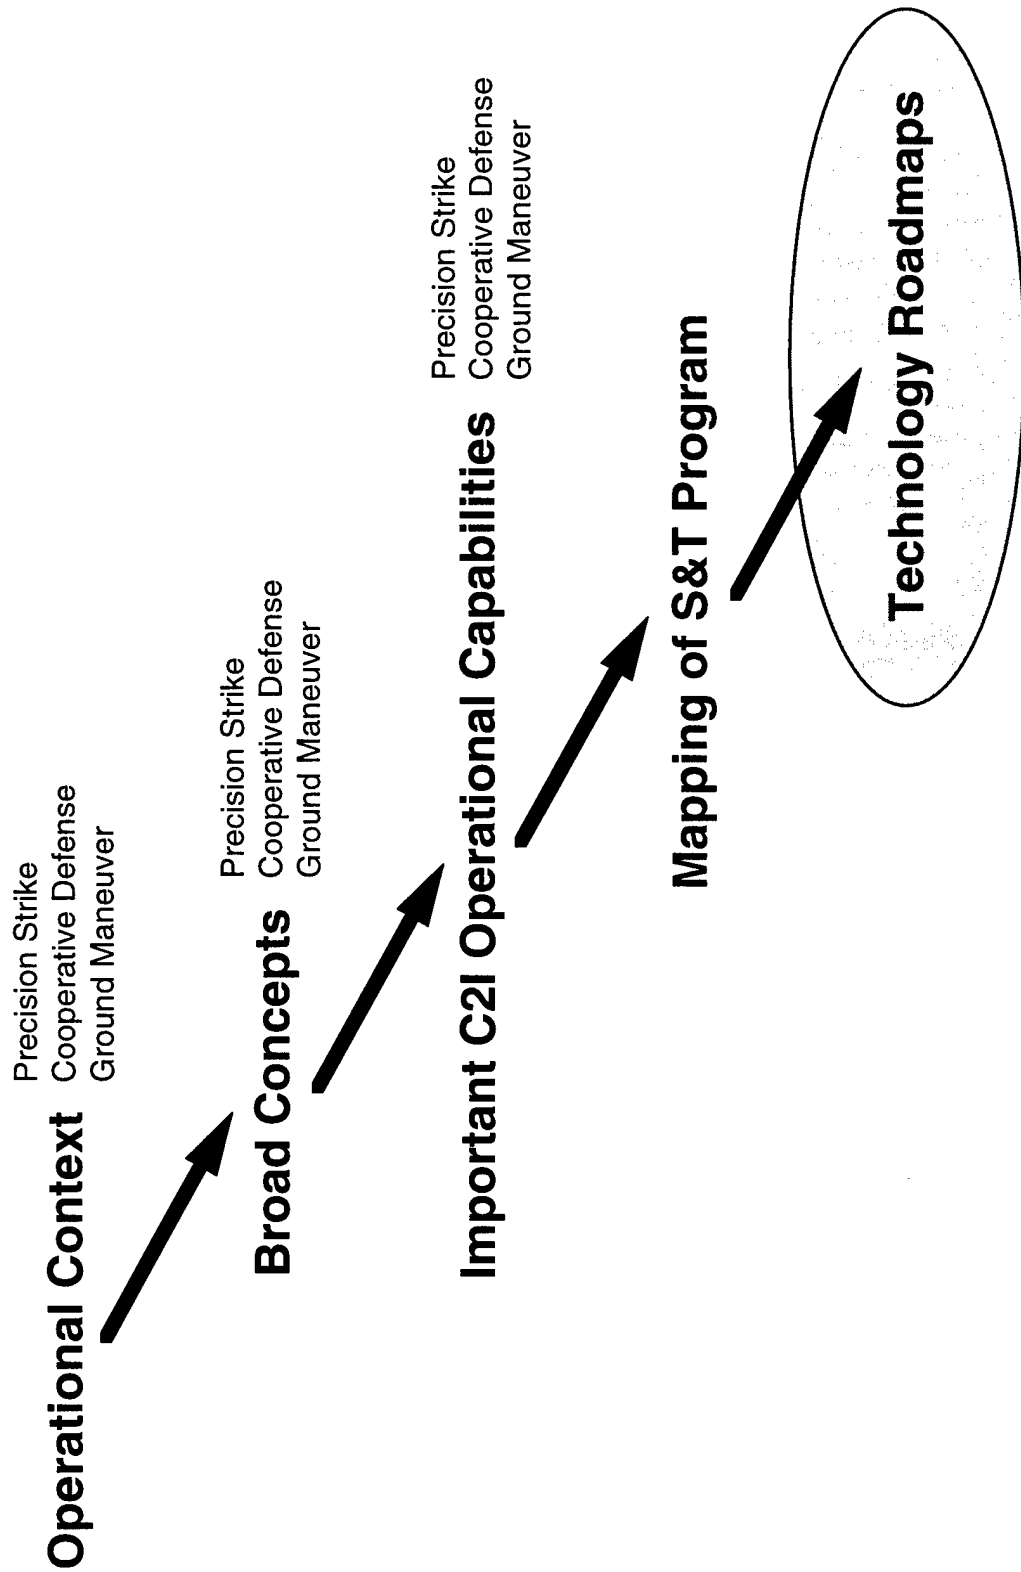 Operational Context
Precision Strike
Cooperative Defense
Ground Maneuver
Broad Concepts
Precision Strike
Cooperative Defense
Ground Maneuver
Important C2I Operational Capabilities
Precision Strike
Cooperative Defense
Ground Maneuver
Mapping of S&T Program
Technology Roadmaps